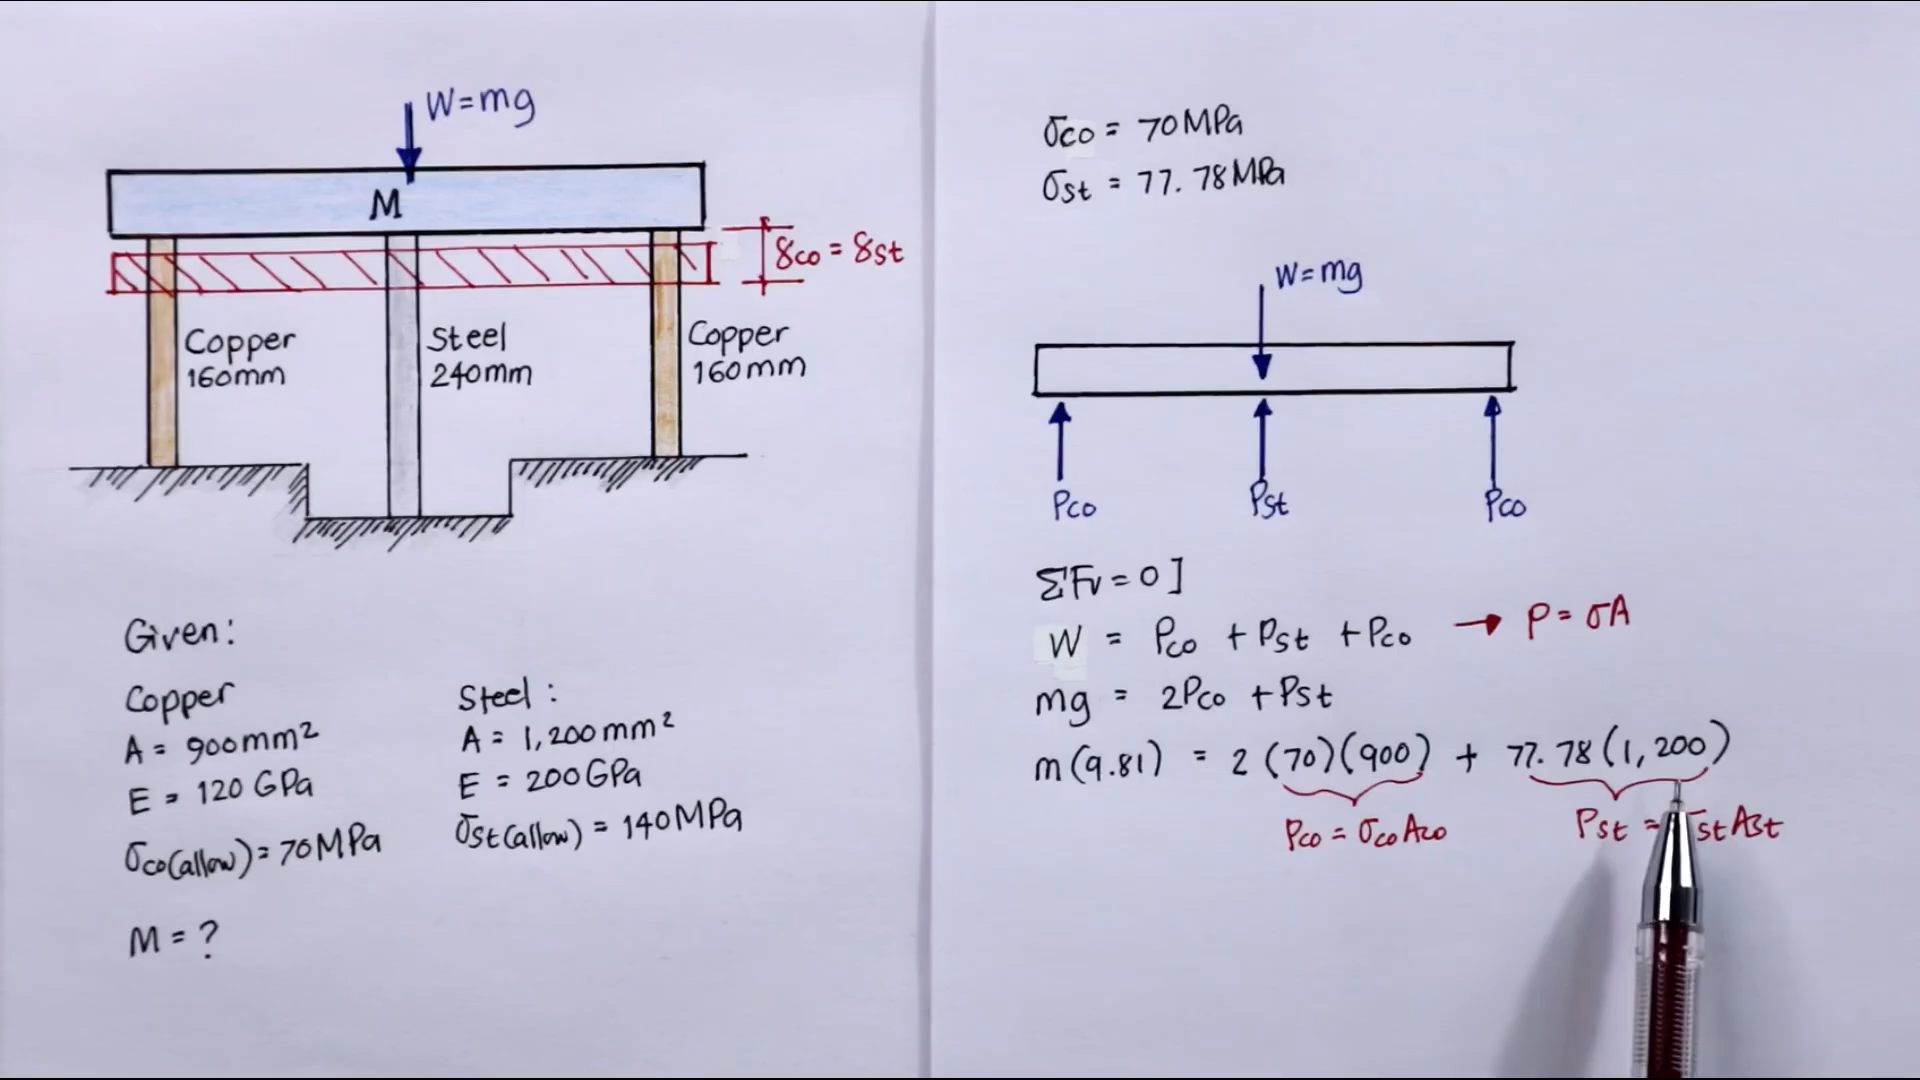 W=mg
M
δco = δst
Copper
160mm
Steel
240mm
Copper
160mm
Given:
Copper
A = 900mm²
E = 120 GPa
σco(allow) = 70MPa
Steel:
A = 1,200mm²
E = 200GPa
σst(allow) = 140MPa
M = ?
σco = 70MPa
σst = 77.78MPa
W=mg
Pco
Pst
Pco
ΣFv = 0]
W = Pco + Pst + Pco → P = σA
mg = 2Pco + Pst
m(9.81) = 2(70)(900) + 77.78(1,200)
Pco = σcoAco
Pst = σstAst